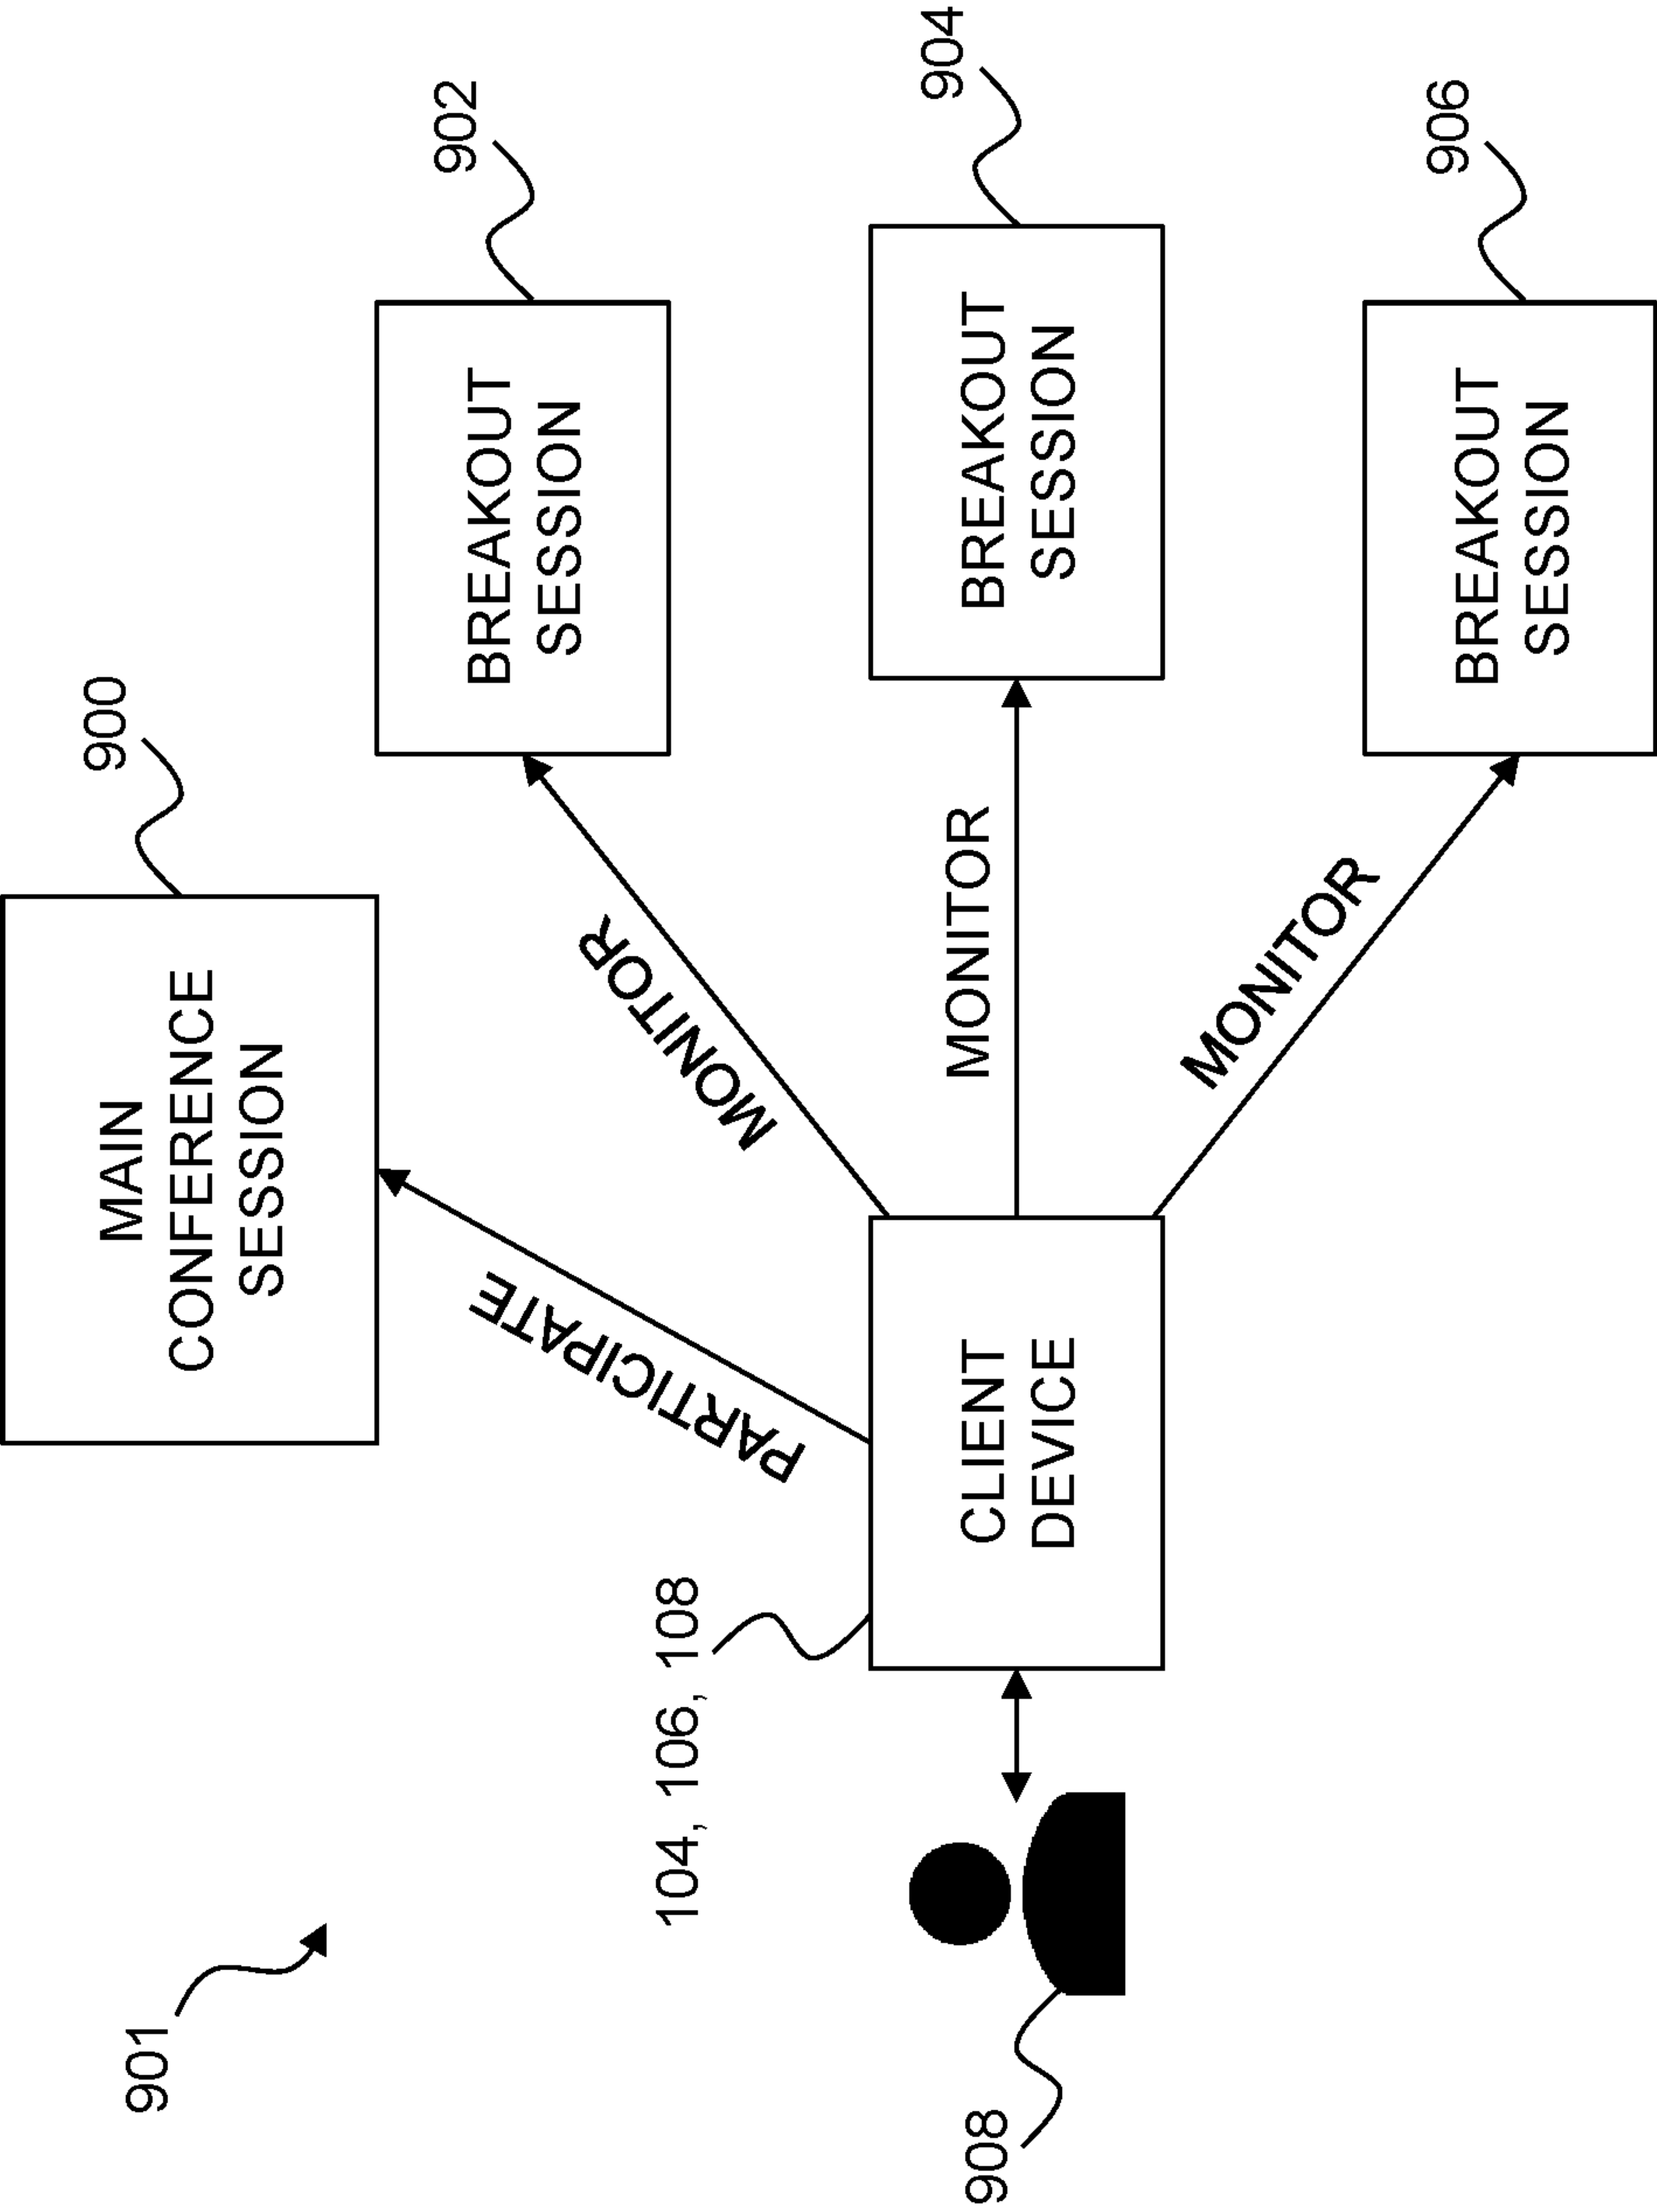 900
MAIN
CONFERENCE
SESSION
902
BREAKOUT
SESSION
901
PARTICIPATE
MONITOR
104, 106, 108
904
CLIENT
DEVICE
MONITOR
BREAKOUT
SESSION
908
MONITOR
906
BREAKOUT
SESSION